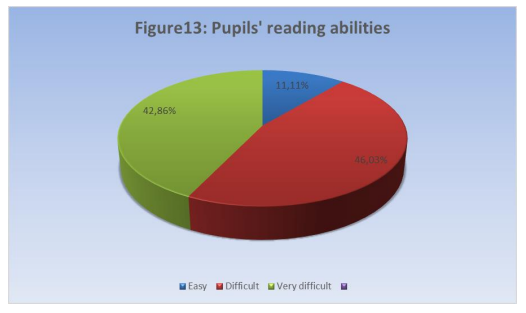 Figure13: Pupils' reading abilities
11,11%
42,86%
46,03%
Easy Difficult Very difficult